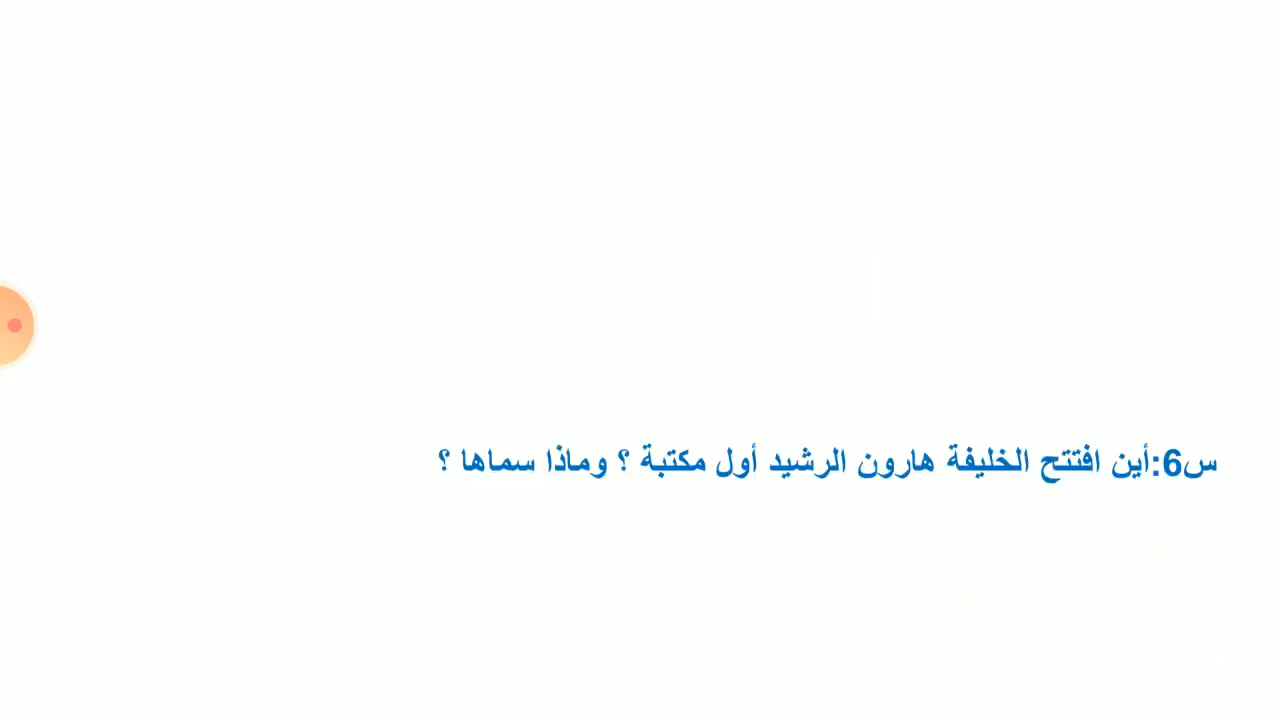 س6:أين افتتح الخليفة هارون الرشيد أول مكتبة ؟ وماذا سماها ؟